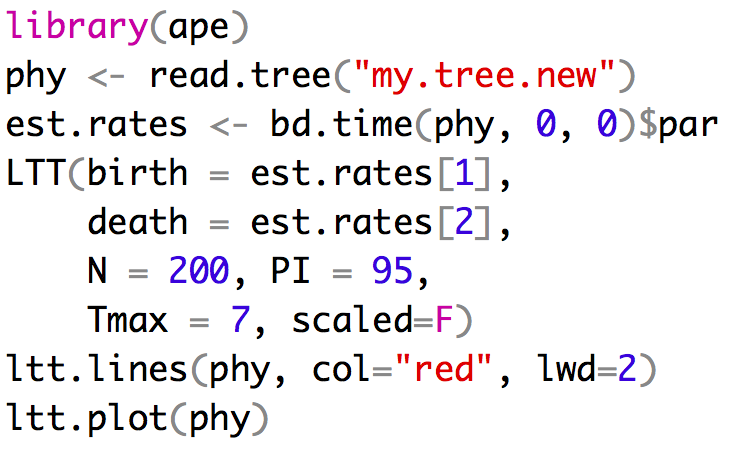 library(ape)
phy <- read.tree("my.tree.new")
est.rates <- bd.time(phy, 0, 0)$par
LTT(birth = est.rates[1],
    death = est.rates[2],
    N = 200, PI = 95,
    Tmax = 7, scaled=F)
ltt.lines(phy, col="red", lwd=2)
ltt.plot(phy)